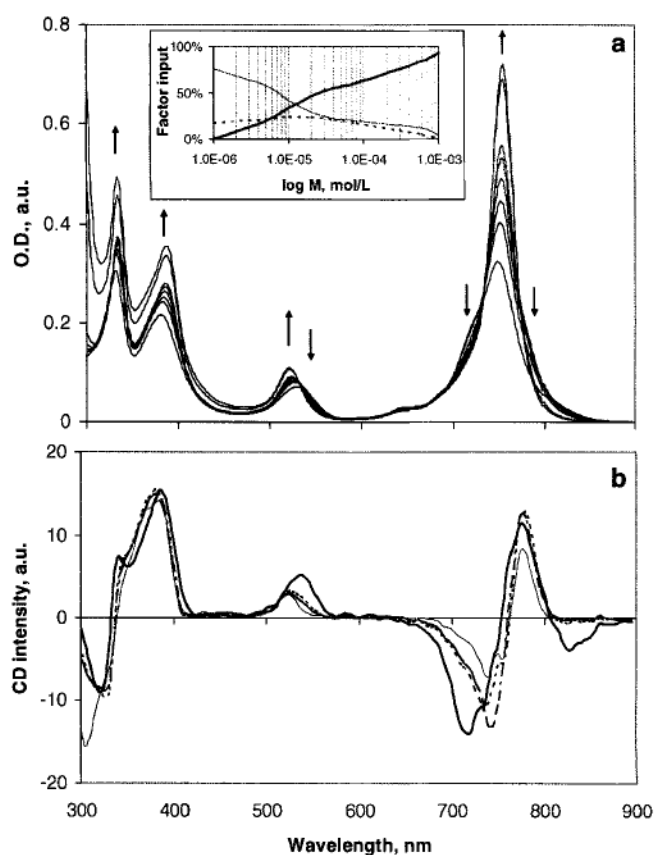 a
100%
50%
0%
Factor input
1.0E-06 1.0E-05 1.0E-04 1.0E-03
log M, mol/L
0.8
0.6
0.4
0.2
0
O.D., a.u.
b
20
10
0
-10
-20
CD intensity, a.u.
300 400 500 600 700 800 900
Wavelength, nm